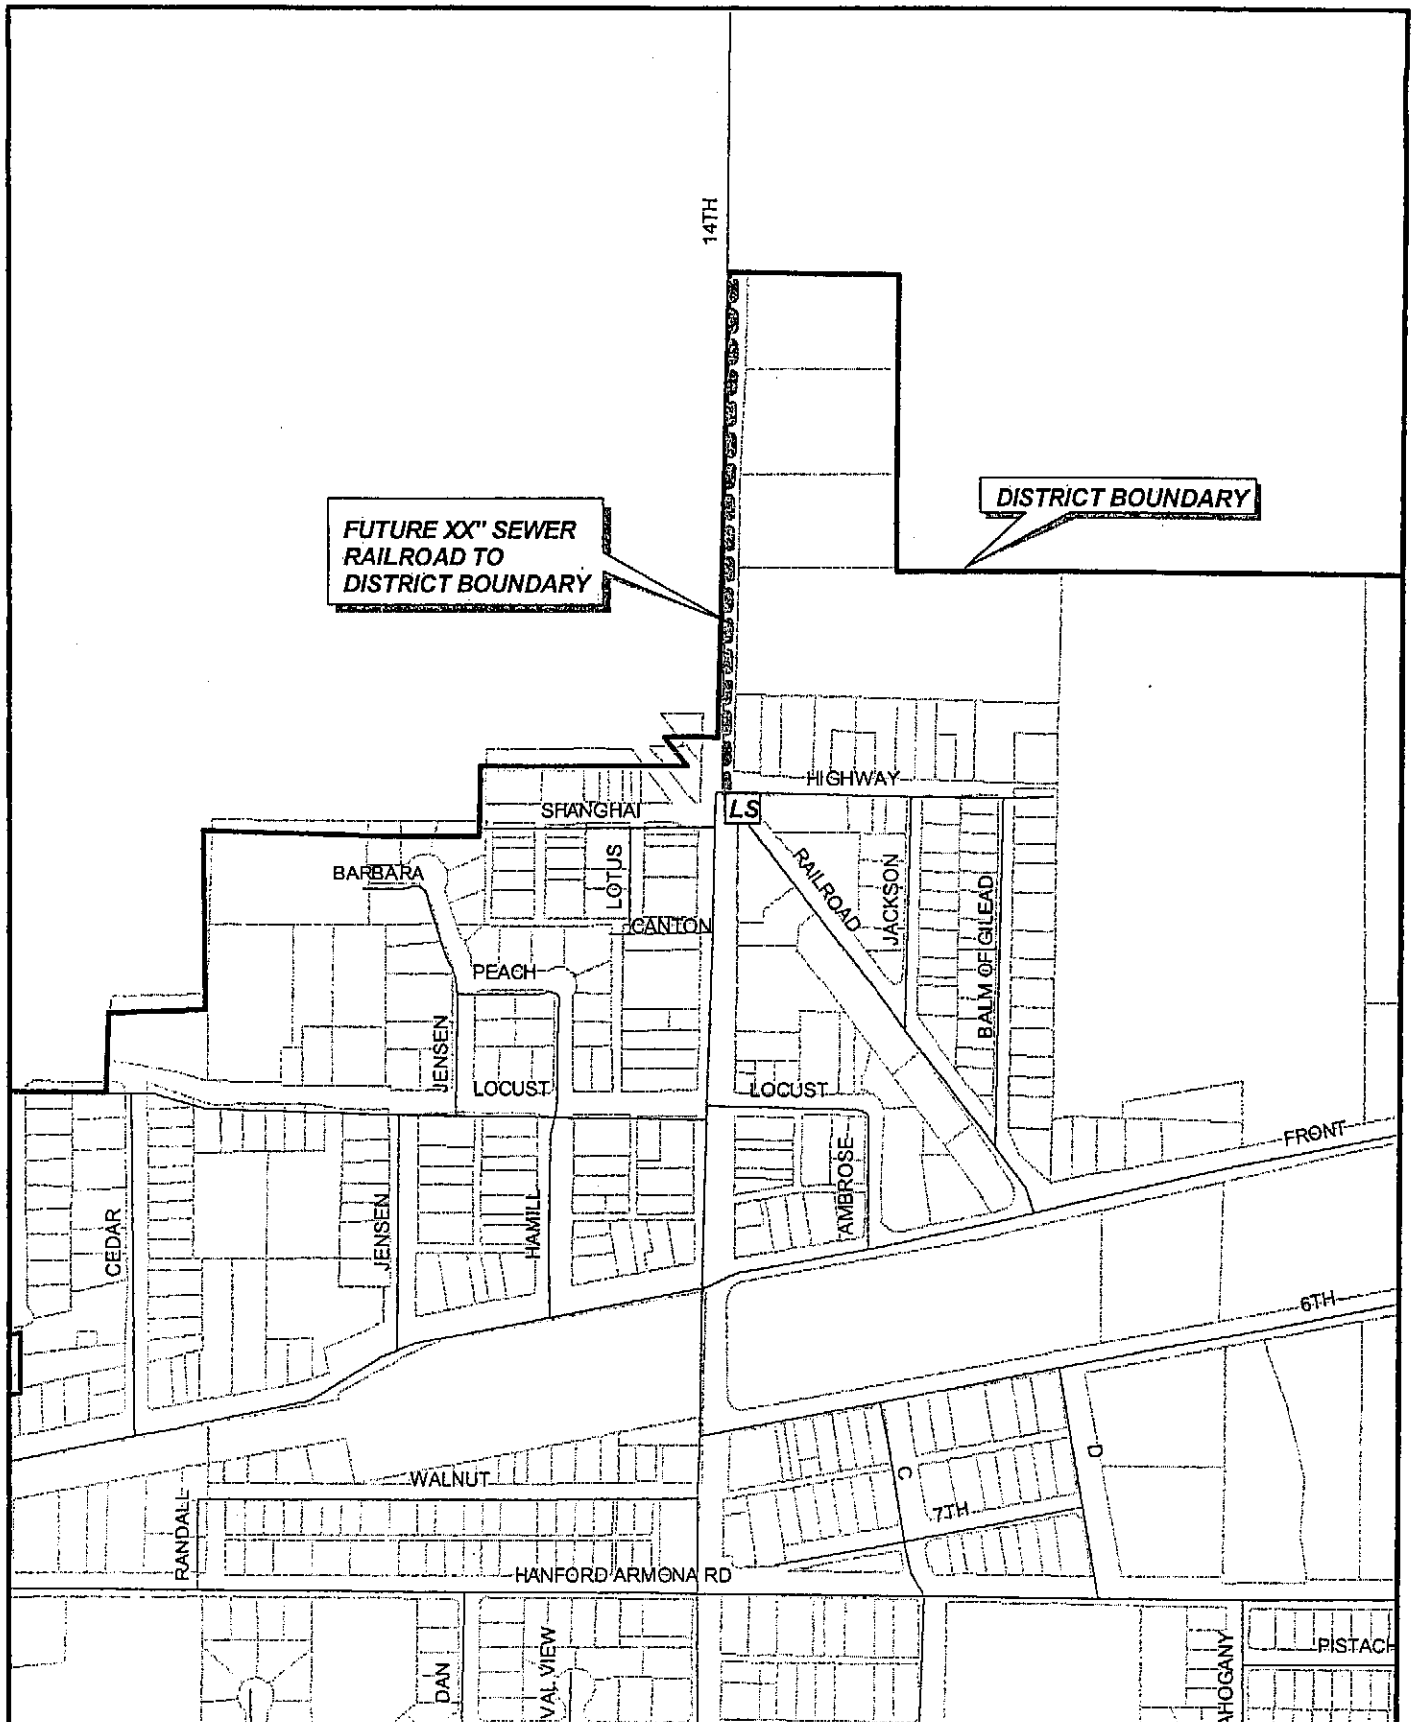 14TH
DISTRICT BOUNDARY
FUTURE XX" SEWER
RAILROAD TO
DISTRICT BOUNDARY
HIGHWAY
LS
SHANGHAI
BARBARA
LOTUS
RAILROAD
JACKSON
BALM OF GILEAD
CANTON
PEACH
JENSEN
LOCUST
LOCUST
FRONT
CEDAR
JENSEN
HAMILL
AMBROSE
6TH
WALNUT
C
D
RANDALL
7TH
HANFORD ARMONA RD
DAN
VAL VIEW
AHOGANY
PISTACH